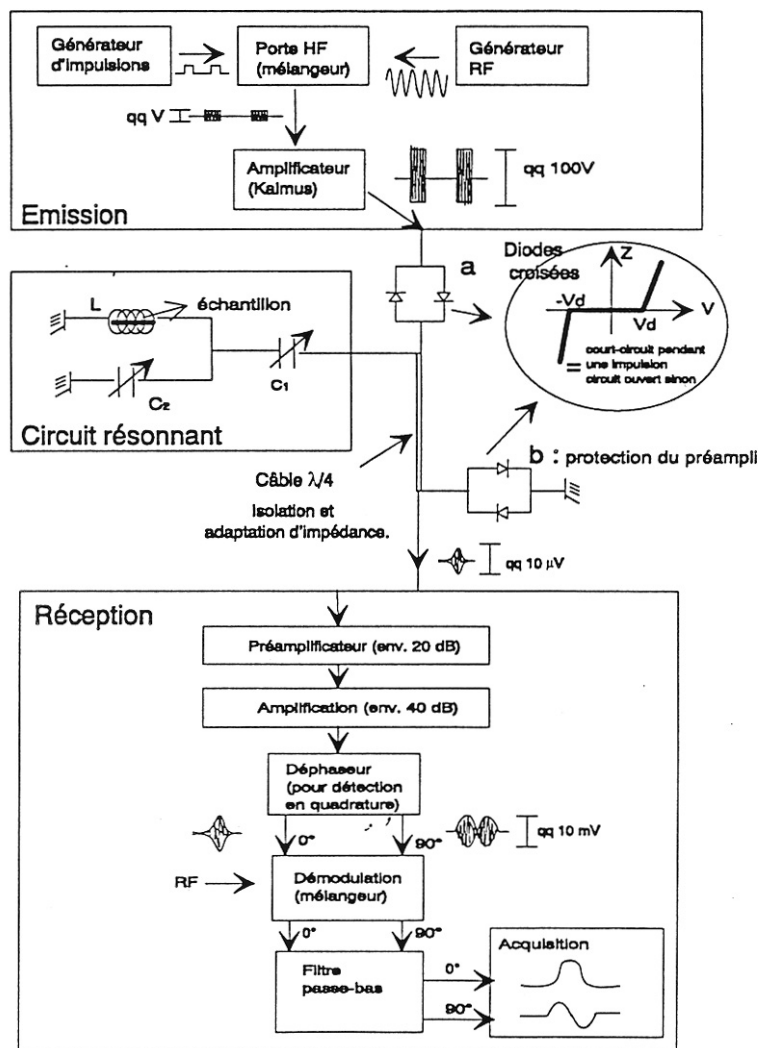 Générateur
d'impulsions
Porte HF
(mélangeur)
Générateur
RF
qq V
Amplificateur
(Kalmus)
qq 100V
Emission
a
Diodes
croisées
Z
-Vd
Vd
V
court-circuit pendant
une impulsion
circuit ouvert sinon
L
échantillon
C₂
C₁
Circuit résonnant
Câble λ/4
Isolation et
adaptation d'impédance.
b : protection du préampli
qq 10 µV
Réception
Préamplificateur (env. 20 dB)
Amplification (env. 40 dB)
Déphaseur
(pour détection
en quadrature)
0°
90°
qq 10 mV
RF
Démodulation
(mélangeur)
0°
90°
Filtre
passe-bas
0°
90°
Acquisition